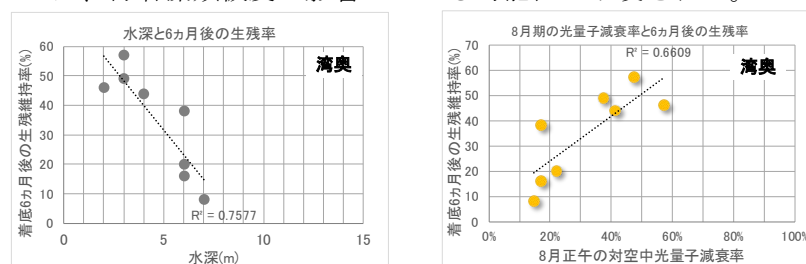 水深と6ヵ月後の生残率
湾奥
着底6ヵ月後の生残維持率(%)
60
50
40
30
20
10
0
R² = 0.7577
0
5
10
15
水深(m)
8月期の光量子減衰率と6ヵ月後の生残率
R² = 0.6609
湾奥
着底6ヵ月後の生残維持率(%)
70
60
50
40
30
20
10
0
0%
20%
40%
60%
80%
100%
8月正午の対空中光量子減衰率